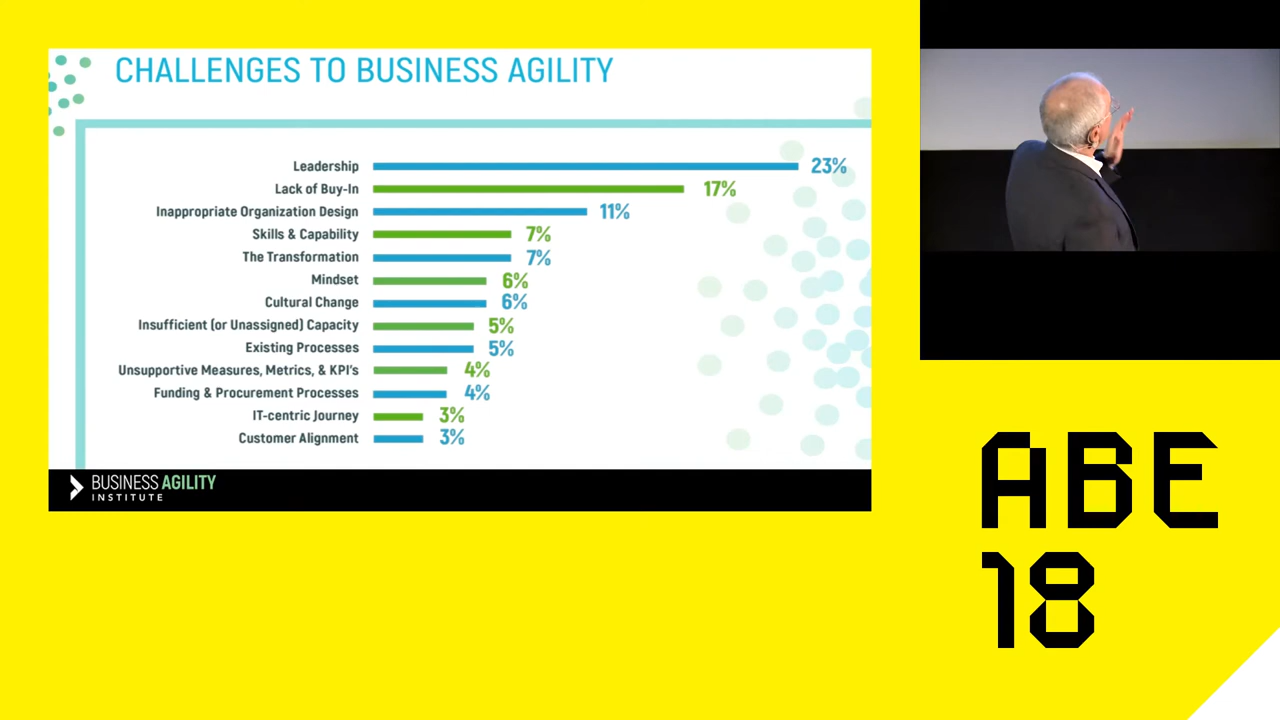 CHALLENGES TO BUSINESS AGILITY
Leadership 23%
Lack of Buy-In 17%
Inappropriate Organization Design 11%
Skills & Capability 7%
The Transformation 7%
Mindset 6%
Cultural Change 6%
Insufficient (or Unassigned) Capacity 5%
Existing Processes 5%
Unsupportive Measures, Metrics, & KPI's 4%
Funding & Procurement Processes 4%
IT-centric Journey 3%
Customer Alignment 3%
BUSINESS AGILITY
INSTITUTE
ABE
18